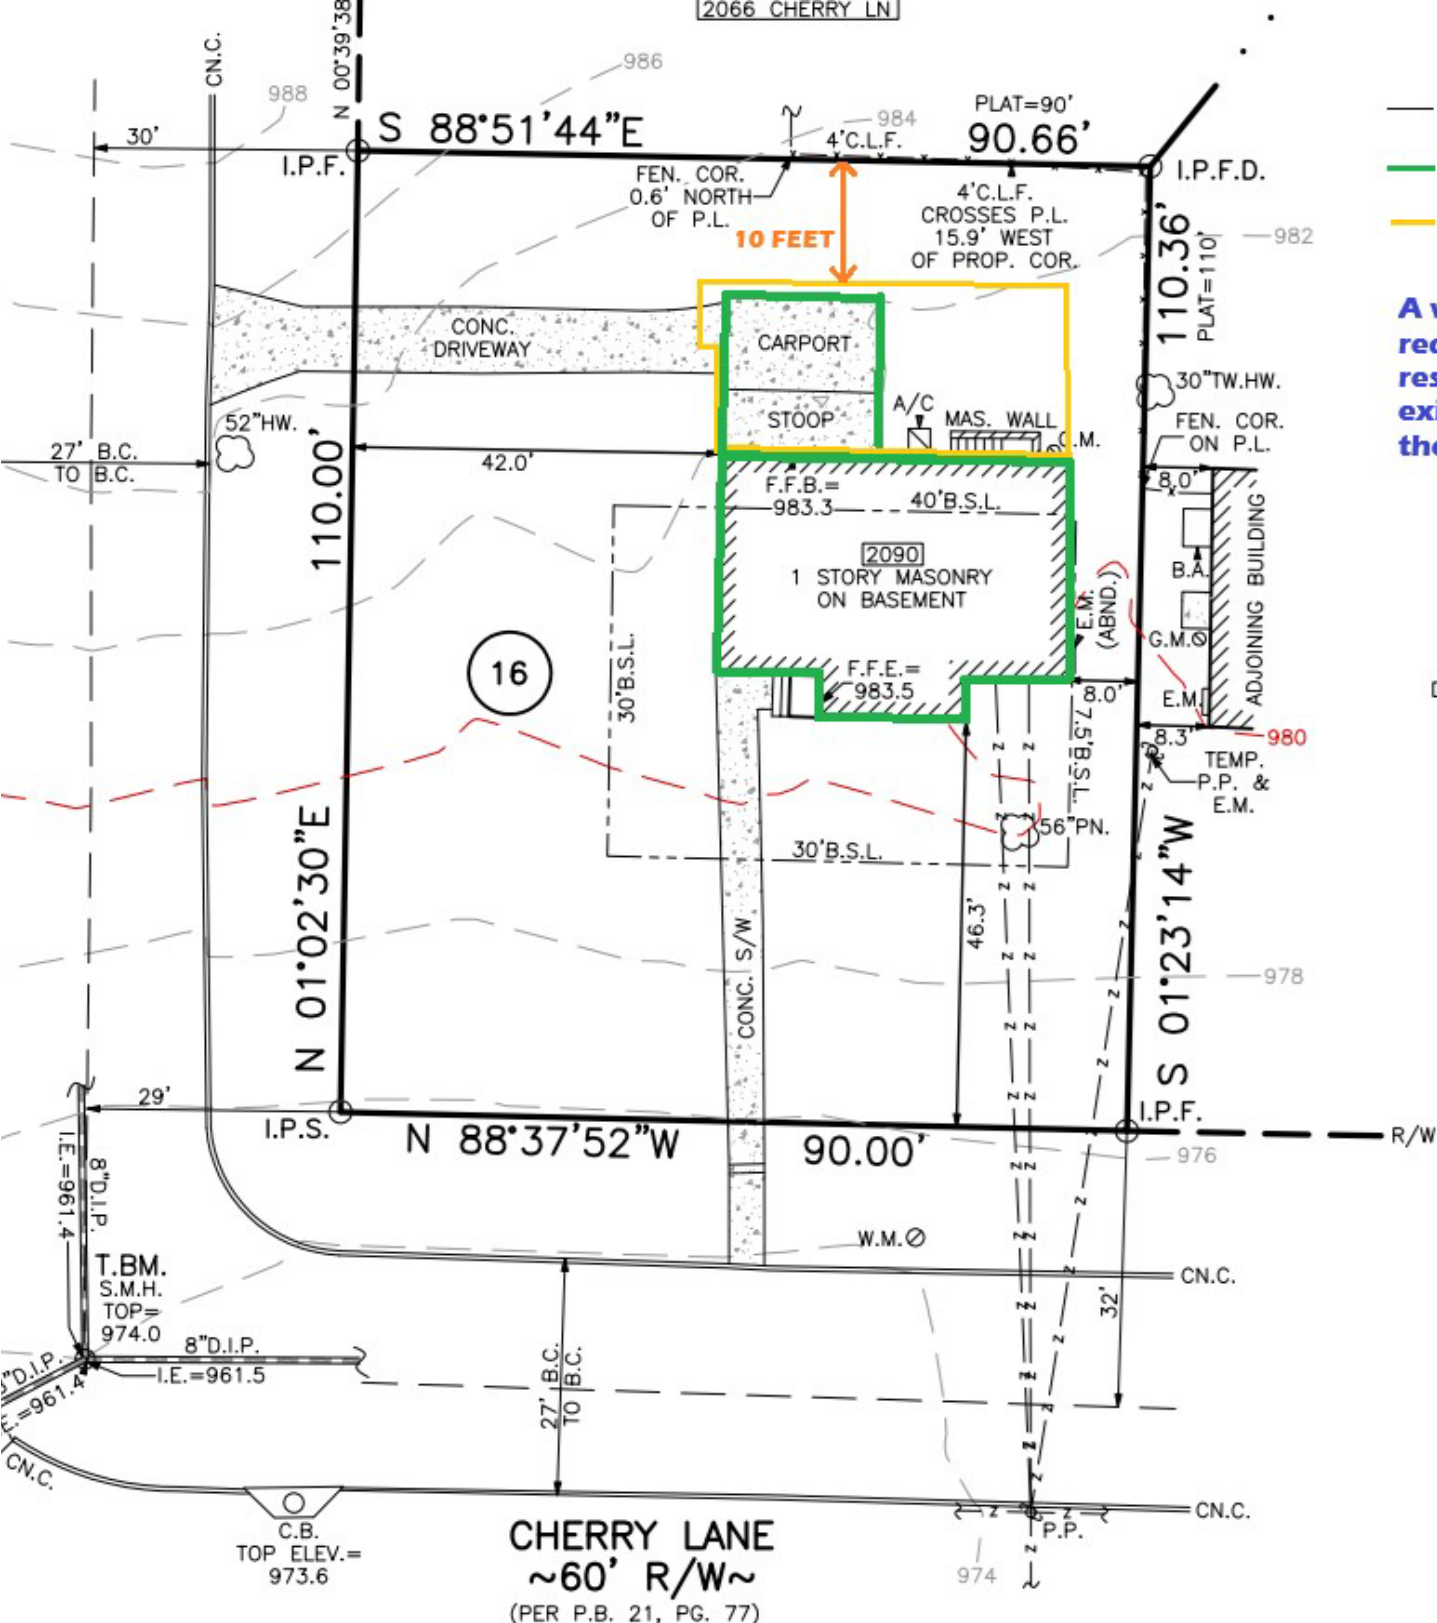 2066 CHERRY LN
N 00°39'38
CN.C.
986
988
984
PLAT=90'
30'
S 88°51'44"E
4'C.L.F.
90.66'
I.P.F.
I.P.F.D.
FEN. COR.
0.6' NORTH
OF P.L.
4'C.L.F.
CROSSES P.L.
15.9' WEST
OF PROP. COR.
10 FEET
982
110.36'
PLAT=110'
CONC.
DRIVEWAY
CARPORT
STOOP
A/C
MAS. WALL
30"TW.HW.
FEN. COR.
ON P.L.
52"HW.
27' B.C.
TO B.C.
42.0'
8.0'
110.00'
F.F.B.=
983.3
40'B.S.L.
2090
1 STORY MASONRY
ON BASEMENT
E.M.
(ABND.)
B.A.
G.M.
ADJOINING BUILDING
16
30'B.S.L.
F.F.E.=
983.5
8.0'
E.M.
8.3'
980
7.5'B.S.L.
TEMP.
P.P. &
E.M.
56"PN.
30'B.S.L.
N 01°02'30"E
S 01°23'14"W
46.3'
CONC. S/W
978
29'
I.P.S.
N 88°37'52"W
90.00'
I.P.F.
R/W
976
I.E.=961.4
8"D.I.P.
W.M.
T.BM.
S.M.H.
TOP=
974.0
CN.C.
32'
8"D.I.P.
I.E.=961.5
"D.I.P.
=961.4
27' B.C.
TO B.C.
CN.C.
CN.C.
C.B.
TOP ELEV.=
973.6
P.P.
974
CHERRY LANE
~60' R/W~
(PER P.B. 21, PG. 77)
A